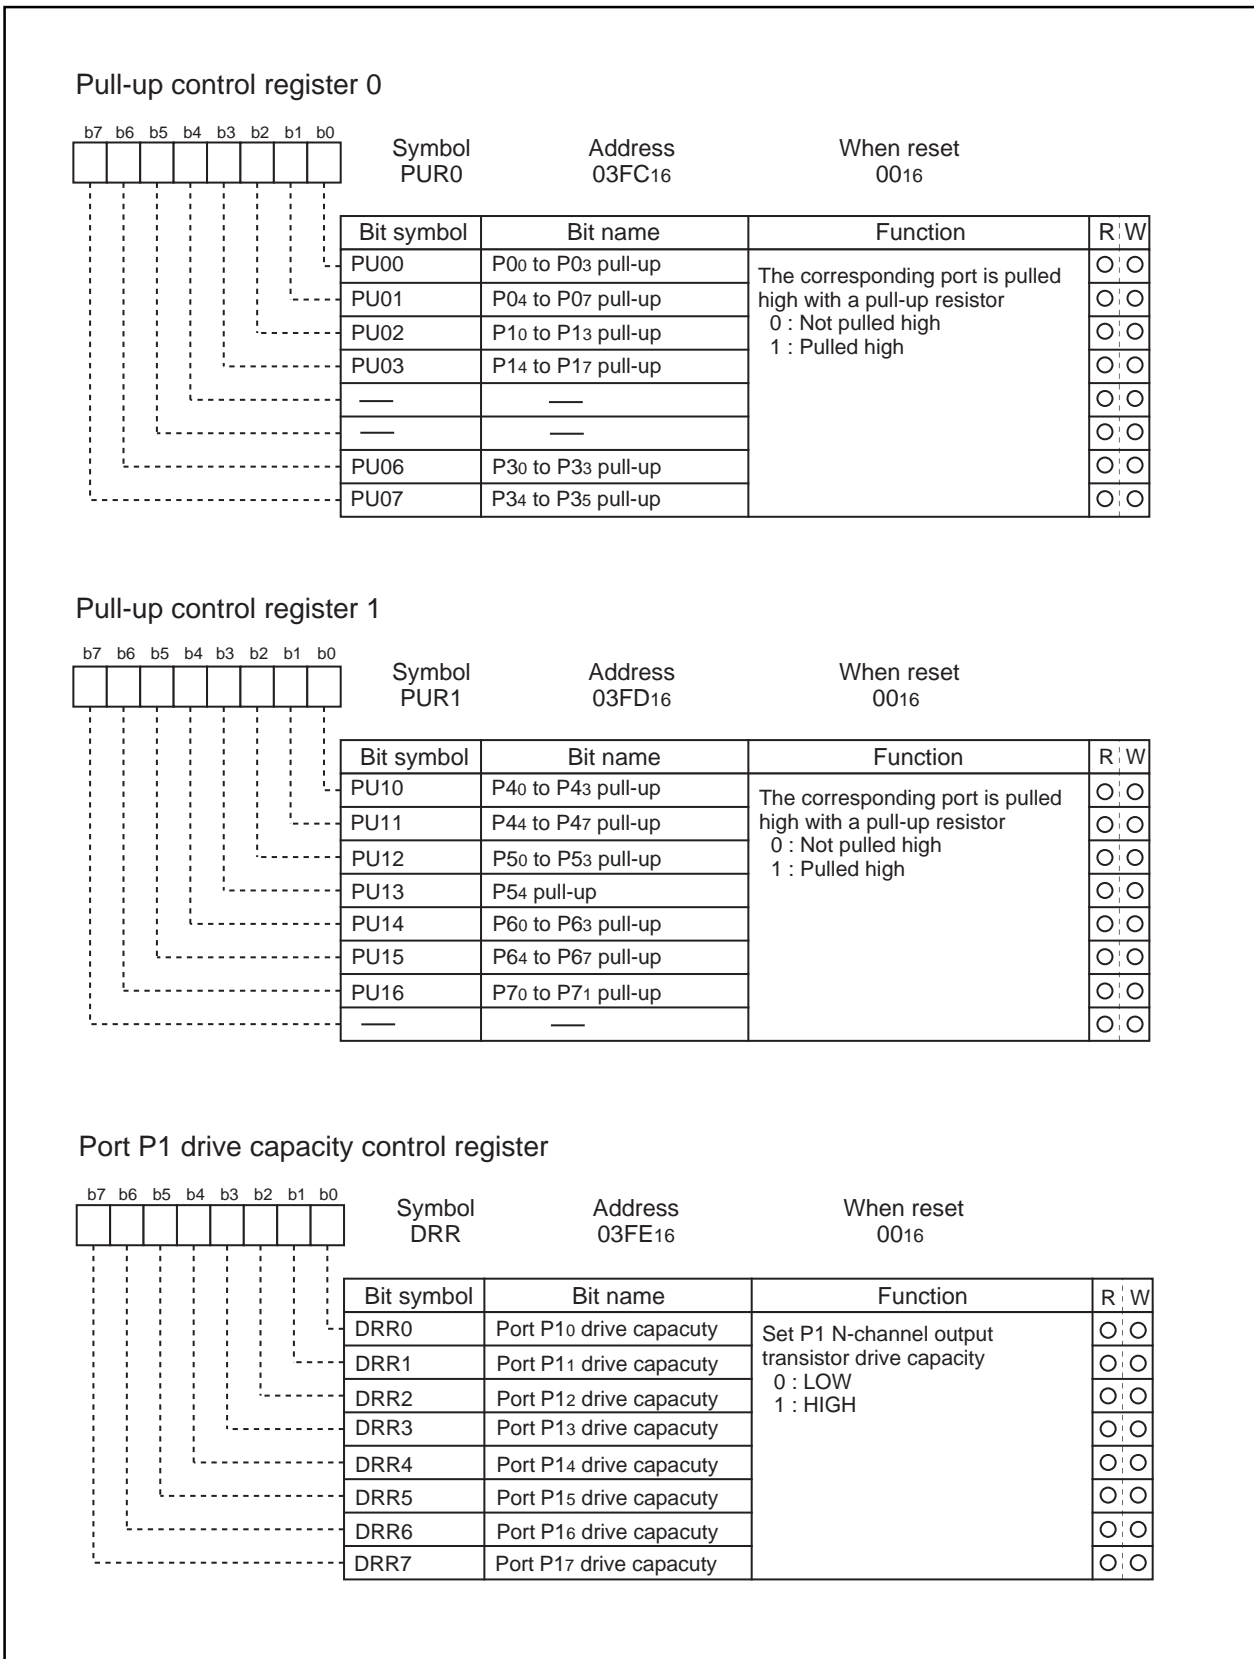 Pull-up control register 0
b7 b6 b5 b4 b3 b2 b1 b0
Symbol Address When reset
PUR0 03FC16 0016
Bit symbol Bit name Function R W
PU00 P00 to P03 pull-up The corresponding port is pulled
PU01 P04 to P07 pull-up high with a pull-up resistor
PU02 P10 to P13 pull-up 0 : Not pulled high
PU03 P14 to P17 pull-up 1 : Pulled high
— —
— —
PU06 P30 to P33 pull-up
PU07 P34 to P35 pull-up
Pull-up control register 1
b7 b6 b5 b4 b3 b2 b1 b0
Symbol Address When reset
PUR1 03FD16 0016
Bit symbol Bit name Function R W
PU10 P40 to P43 pull-up The corresponding port is pulled
PU11 P44 to P47 pull-up high with a pull-up resistor
PU12 P50 to P53 pull-up 0 : Not pulled high
PU13 P54 pull-up 1 : Pulled high
PU14 P60 to P63 pull-up
PU15 P64 to P67 pull-up
PU16 P70 to P71 pull-up
— —
Port P1 drive capacity control register
b7 b6 b5 b4 b3 b2 b1 b0
Symbol Address When reset
DRR 03FE16 0016
Bit symbol Bit name Function R W
DRR0 Port P10 drive capacuty Set P1 N-channel output
DRR1 Port P11 drive capacuty transistor drive capacity
DRR2 Port P12 drive capacuty 0 : LOW
DRR3 Port P13 drive capacuty 1 : HIGH
DRR4 Port P14 drive capacuty
DRR5 Port P15 drive capacuty
DRR6 Port P16 drive capacuty
DRR7 Port P17 drive capacuty